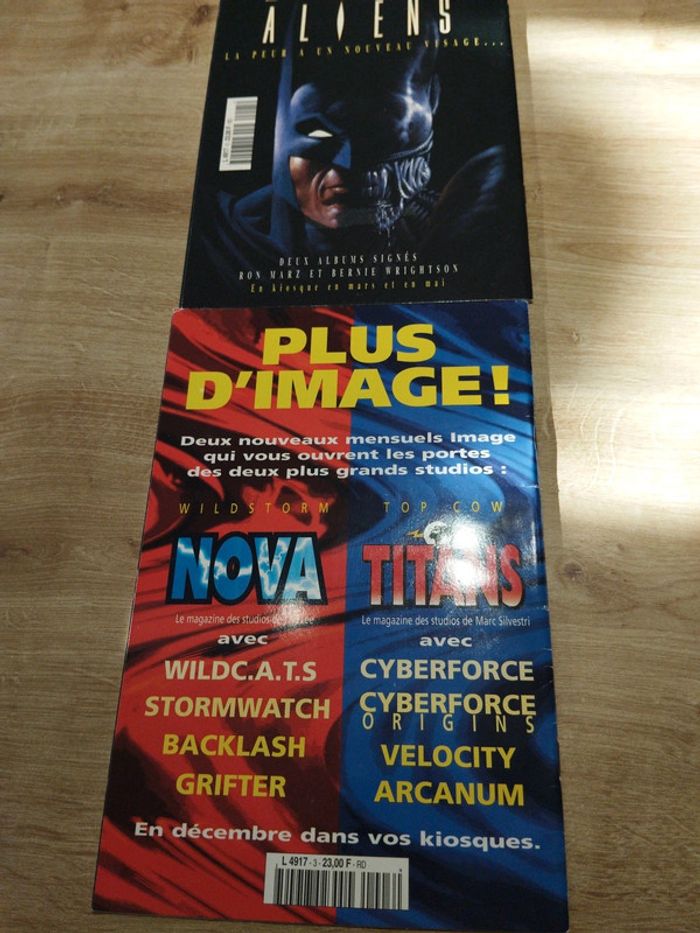 ALIENS
LA PEUR A UN NOUVEAU VISAGE...
DEUX ALBUMS SIGNÉS
RON MARZ ET BERNIE WRIGHTSON
En kiosque en mars et en mai
PLUS
D'IMAGE!
Deux nouveaux mensuels Image
qui vous ouvrent les portes
des deux plus grands studios :
WILDSTORM
NOVA
Le magazine des studios de
avec
WILDC.A.T.S
STORMWATCH
BACKLASH
GRIFTER
TOP COW
TITANS
Le magazine des studios de Marc Silvestri
avec
CYBERFORCE
CYBERFORCE
ORIGINS
VELOCITY
ARCANUM
En décembre dans vos kiosques.
L 4917 - 3 - 23,00 F - RD